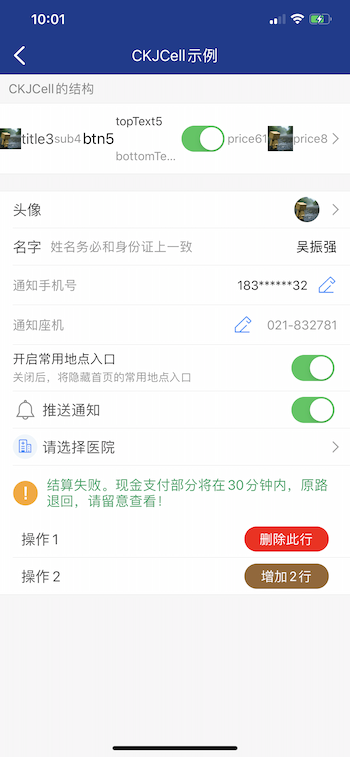 10:01
CKJCell示例
CKJCell的结构
topText5
title3 sub4 btn5 price61 price8
bottomTe...
头像
名字 姓名务必和身份证上一致 吴振强
通知手机号 183******32
通知座机 021-832781
开启常用地点入口
关闭后，将隐藏首页的常用地点入口
推送通知
请选择医院
结算失败。现金支付部分将在30分钟内，原路
退回，请留意查看！
操作1 删除此行
操作2 增加2行